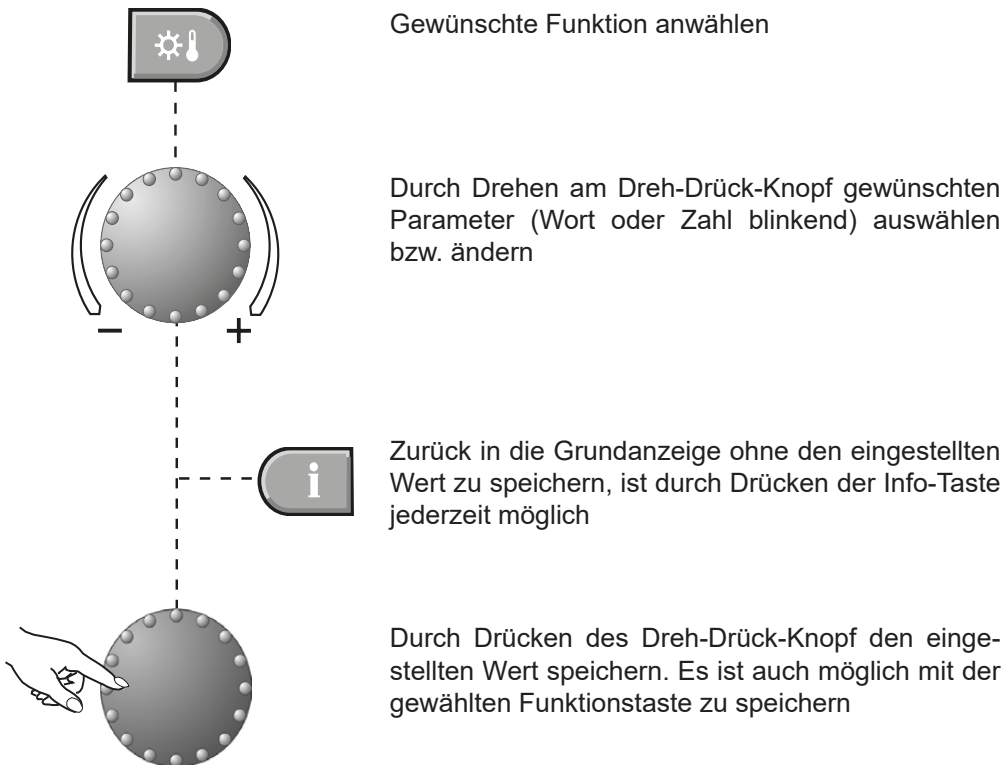 Gewünschte Funktion anwählen
Durch Drehen am Dreh-Drück-Knopf gewünschten
Parameter (Wort oder Zahl blinkend) auswählen
bzw. ändern
– +
Zurück in die Grundanzeige ohne den eingestellten
Wert zu speichern, ist durch Drücken der Info-Taste
i
jederzeit möglich
Durch Drücken des Dreh-Drück-Knopf den einge-
stellten Wert speichern. Es ist auch möglich mit der
gewählten Funktionstaste zu speichern